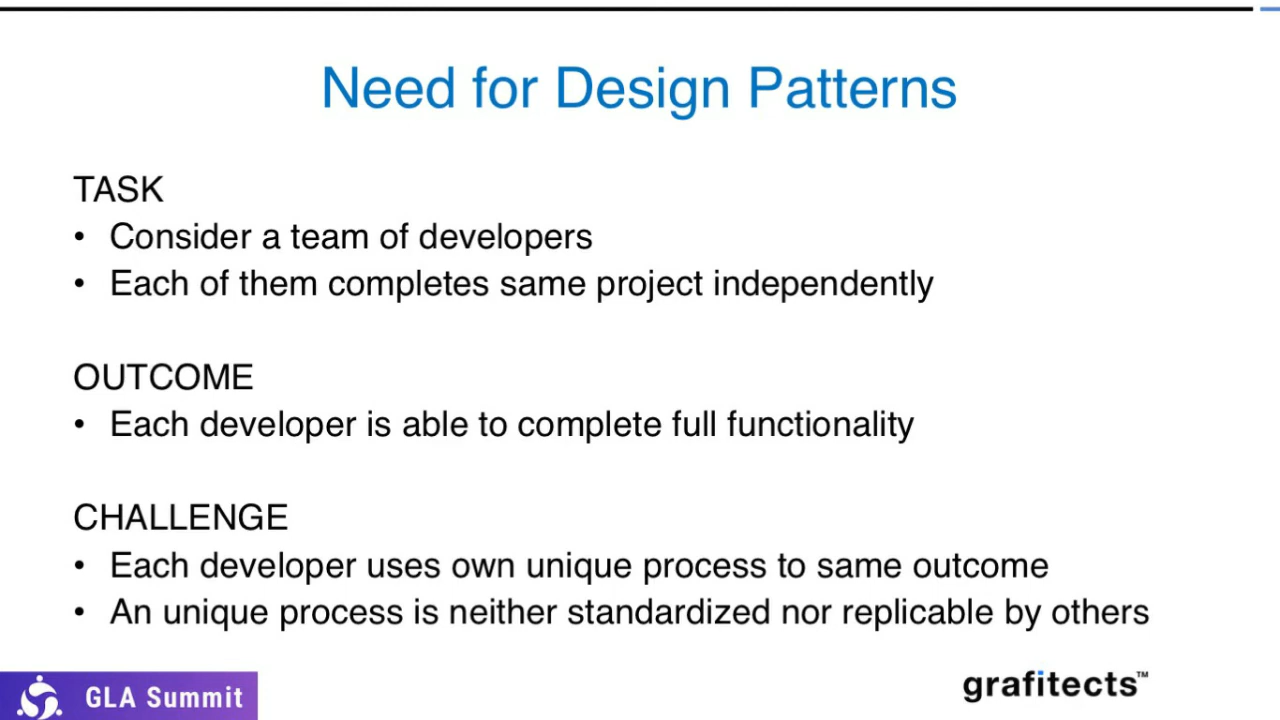 Need for Design Patterns
TASK
• Consider a team of developers
• Each of them completes same project independently
OUTCOME
• Each developer is able to complete full functionality
CHALLENGE
• Each developer uses own unique process to same outcome
• An unique process is neither standardized nor replicable by others
GLA Summit
grafitects™